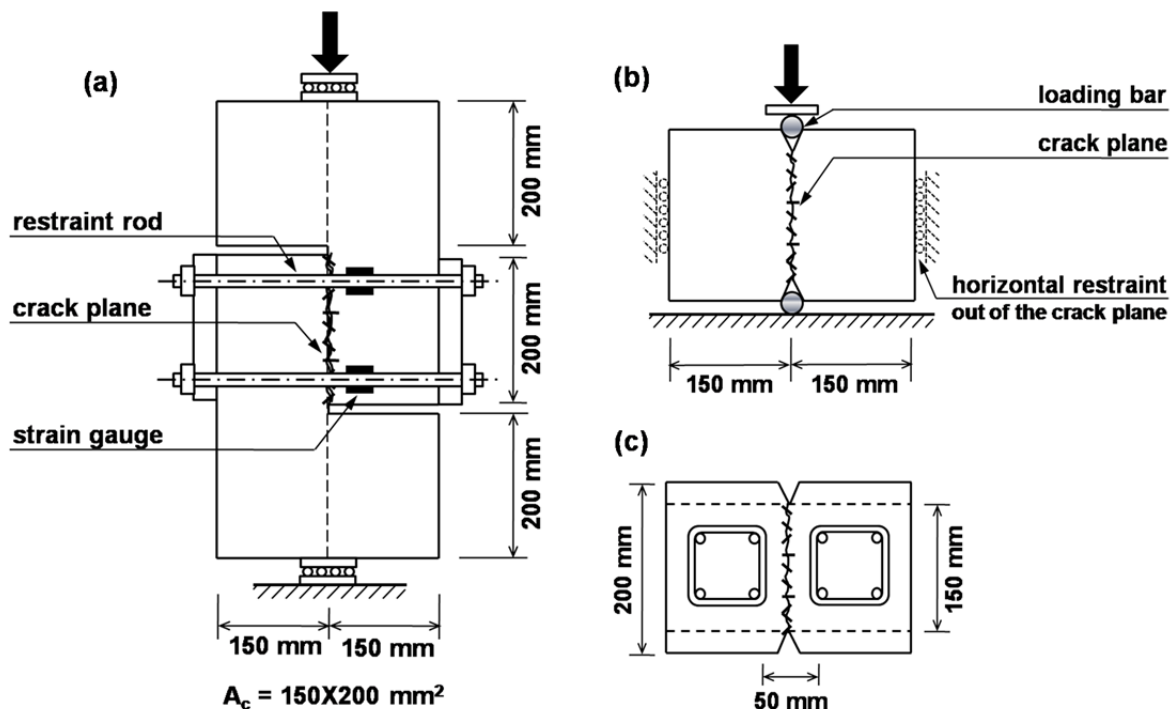 (a)
200 mm
restraint rod
crack plane
200 mm
strain gauge
200 mm
150 mm
150 mm
A_c = 150X200 mm²
(b)
loading bar
crack plane
horizontal restraint
out of the crack plane
150 mm
150 mm
(c)
200 mm
150 mm
50 mm